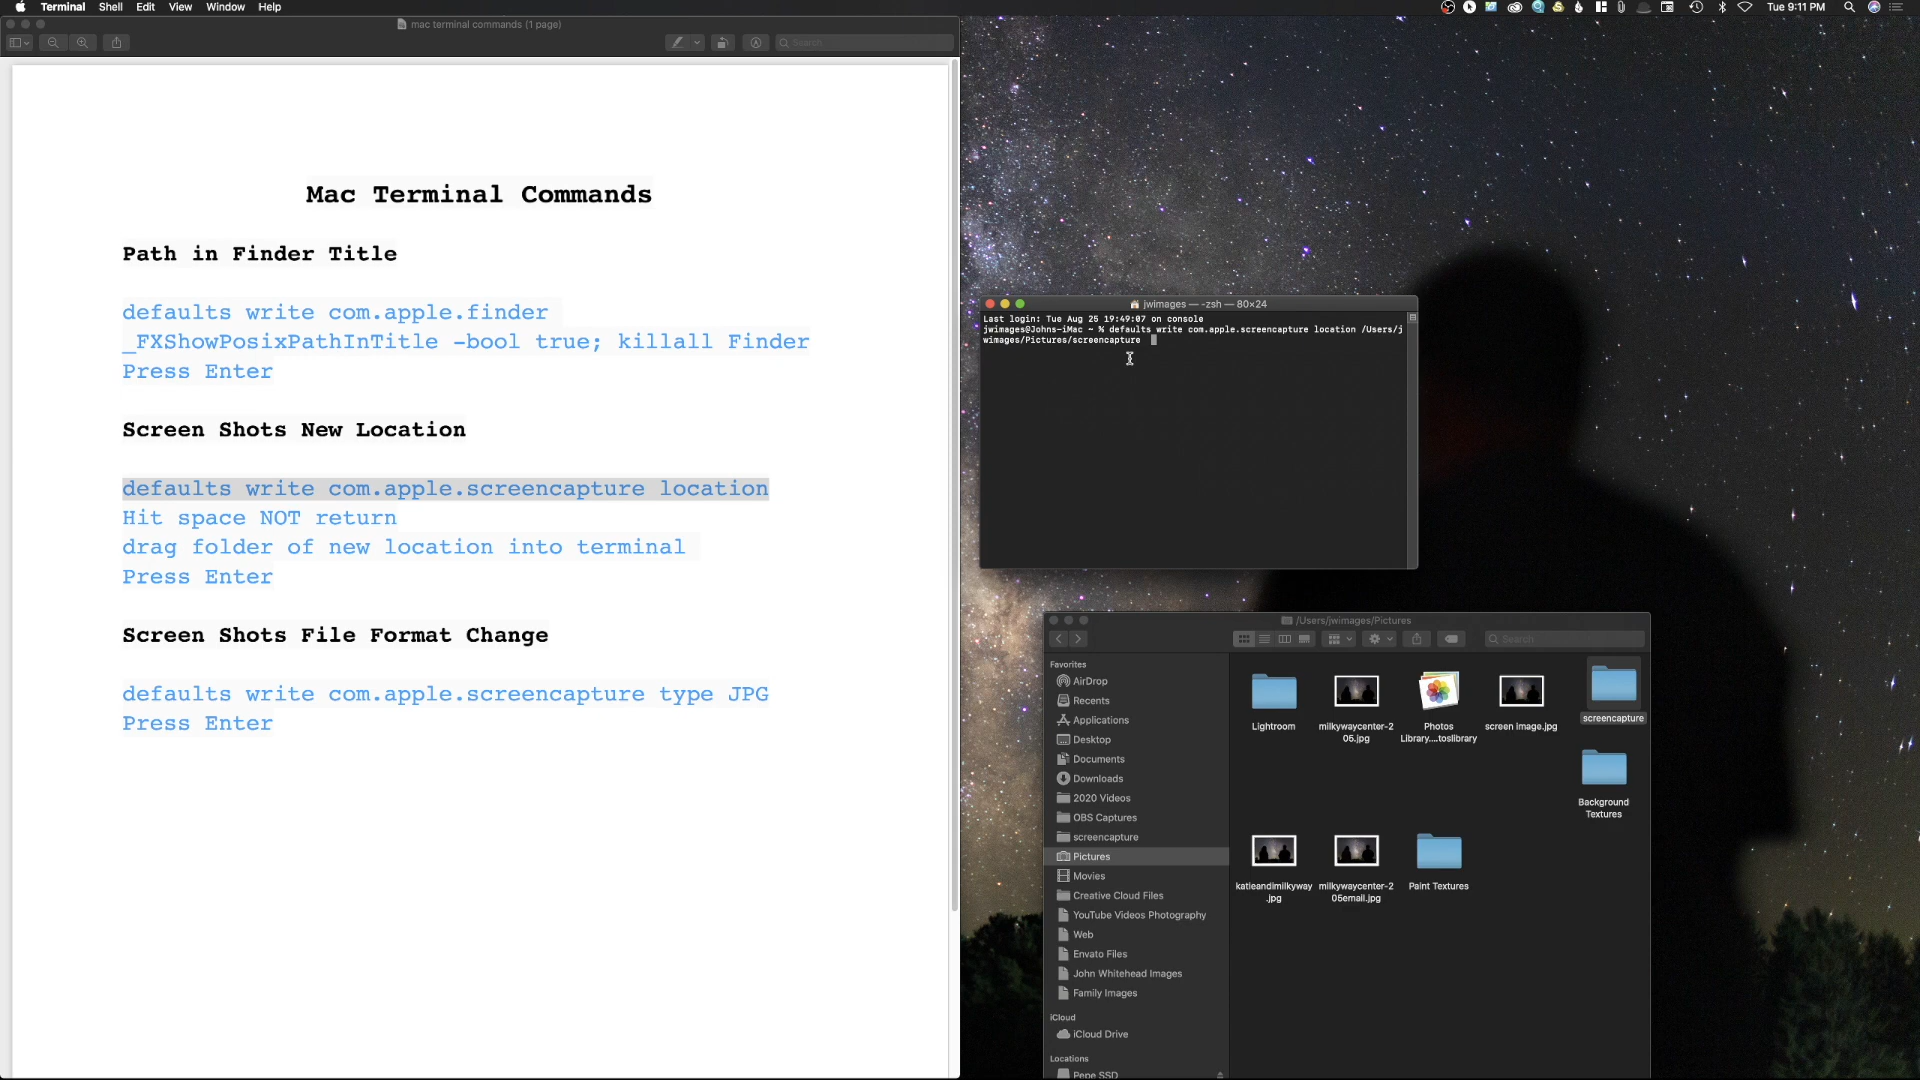 Terminal Shell Edit View Window Help
Tue 9:11 PM
mac terminal commands (1 page)
Search
Mac Terminal Commands
Path in Finder Title
defaults write com.apple.finder
_FXShowPosixPathInTitle -bool true; killall Finder
Press Enter
Screen Shots New Location
defaults write com.apple.screencapture location
Hit space NOT return
drag folder of new location into terminal
Press Enter
Screen Shots File Format Change
defaults write com.apple.screencapture type JPG
Press Enter
jwimages — -zsh — 80×24
Last login: Tue Aug 25 19:49:07 on console
jwimages@Johns-iMac ~ % defaults write com.apple.screencapture location /Users/j
wimages/Pictures/screencapture
/Users/jwimages/Pictures
Search
Favorites
AirDrop
Recents
Applications
Desktop
Documents
Downloads
2020 Videos
OBS Captures
screencapture
Pictures
Movies
Creative Cloud Files
YouTube Videos Photography
Web
Envato Files
John Whitehead Images
Family Images
iCloud
iCloud Drive
Locations
Pepe SSD
Lightroom
milkywaycenter-2
05.jpg
Photos
Library....toslibrary
screen image.jpg
screencapture
Background
Textures
katieandimilkyway
.jpg
milkywaycenter-2
05email.jpg
Paint Textures